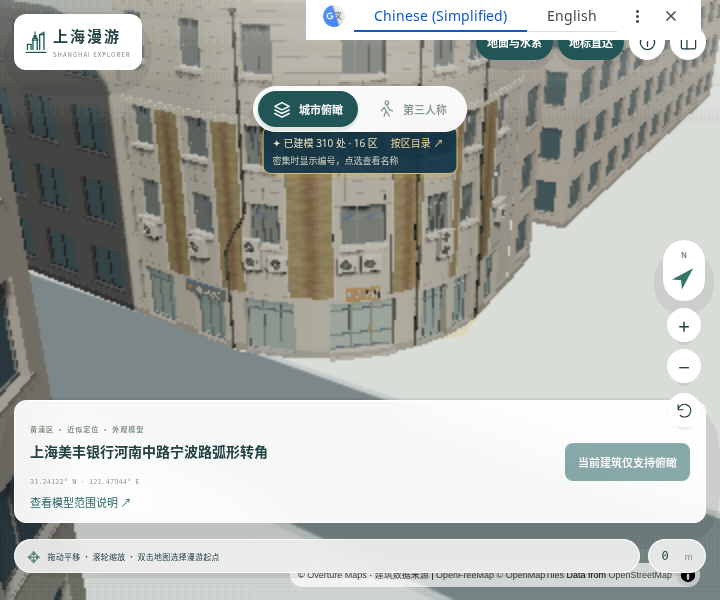 Chinese (Simplified)
English
上海漫游
SHANGHAI EXPLORER
地面与水系
地标直达
城市俯瞰
第三人称
✦ 已建模 310 处 · 16 区 按区目录 ↗
密集时显示编号，点选查看名称
N
+
−
黄浦区 · 近似定位 · 外观模型
上海美丰银行河南中路宁波路弧形转角
31.24122° N · 121.47944° E
当前建筑仅支持俯瞰
查看模型范围说明 ↗
拖动平移 · 滚轮缩放 · 双击地图选择漫游起点
0 m
© Overture Maps · 建筑数据来源 | OpenFreeMap © OpenMapTiles Data from OpenStreetMap